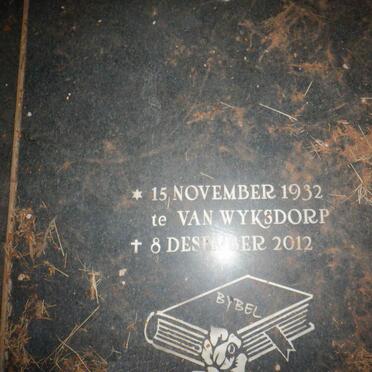 * 15 NOVEMBER 1932
te VAN WYKSDORP
✝ 8 DESEMBER 2012
BYBEL